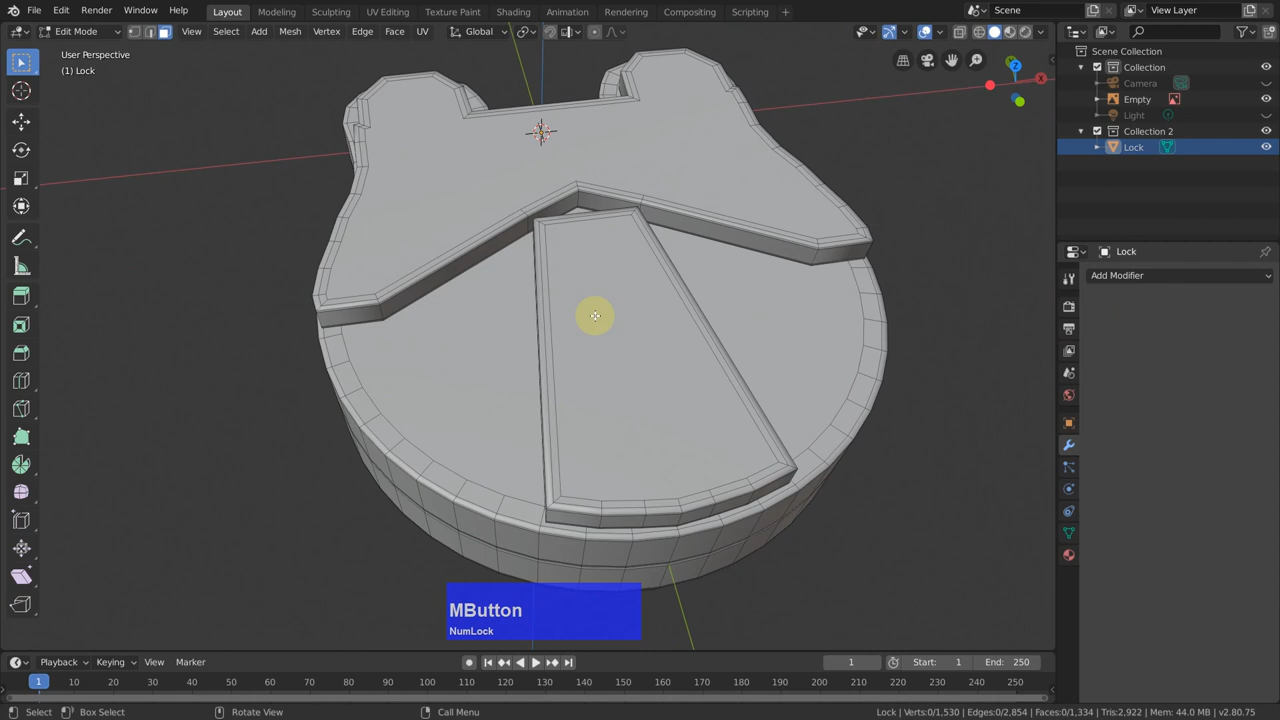 File Edit Render Window Help Layout Modeling Sculpting UV Editing Texture Paint Shading Animation Rendering Compositing Scripting + Scene View Layer
Edit Mode View Select Add Mesh Vertex Edge Face UV Global
User Perspective
(1) Lock
Z
X
Scene Collection
Collection
Camera
Empty
Light
Collection 2
Lock
Lock
Add Modifier
MButton
NumLock
Playback Keying View Marker 1 Start: 1 End: 250
1 10 20 30 40 50 60 70 80 90 100 110 120 130 140 150 160 170 180 190 200 210 220 230 240 250
Select Box Select Rotate View Call Menu Lock | Verts:0/1,530 | Edges:0/2,854 | Faces:0/1,334 | Tris:2,922 | Mem: 44.0 MB | v2.80.75